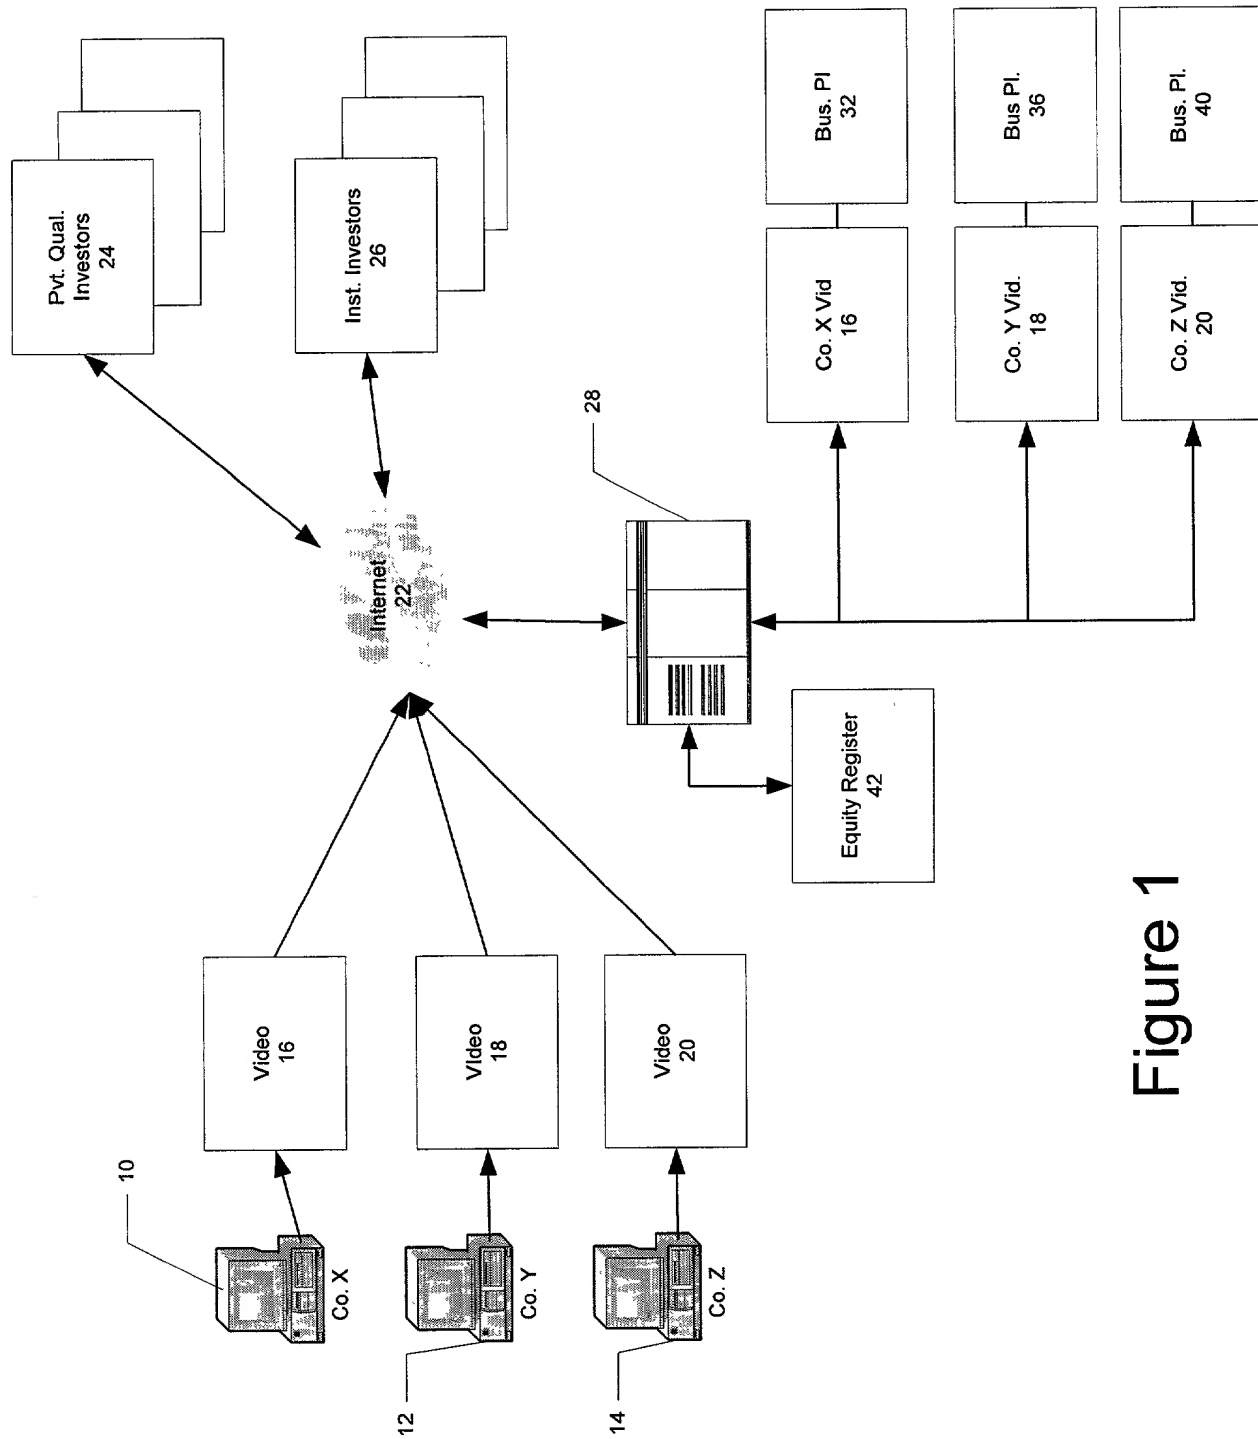 10
Co. X
12
Co. Y
14
Co. Z
Video
16
VIdeo
18
Video
20
Internet
22
Pvt. Qual.
Investors
24
Inst. Investors
26
28
Equity Register
42
Co. X Vid
16
Bus. Pl
32
Co. Y Vid.
18
Bus Pl.
36
Co. Z Vid.
20
Bus. Pl.
40
Figure 1